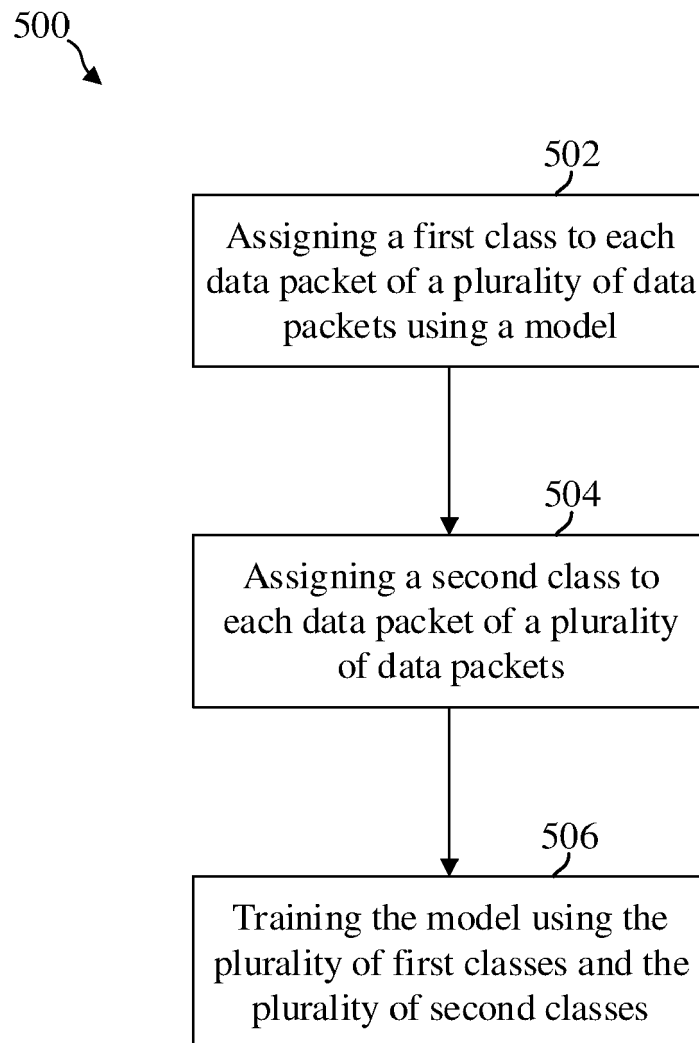 500
502
Assigning a first class to each
data packet of a plurality of data
packets using a model
504
Assigning a second class to
each data packet of a plurality
of data packets
506
Training the model using the
plurality of first classes and the
plurality of second classes